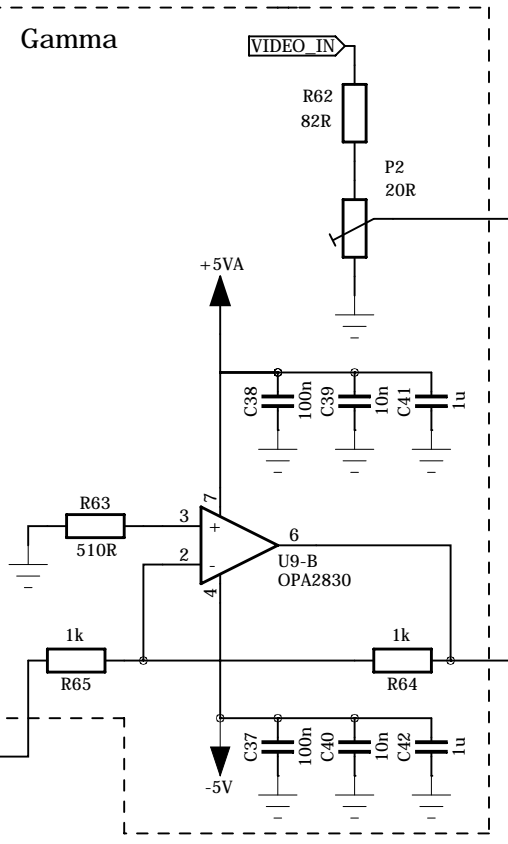 Gamma
VIDEO_IN
R62
82R
P2
20R
+5VA
C38
100n
C39
10n
C41
1u
R63
510R
7
3
+
2
-
4
6
U9-B
OPA2830
1k
R65
1k
R64
-5V
C37
100n
C40
10n
C42
1u